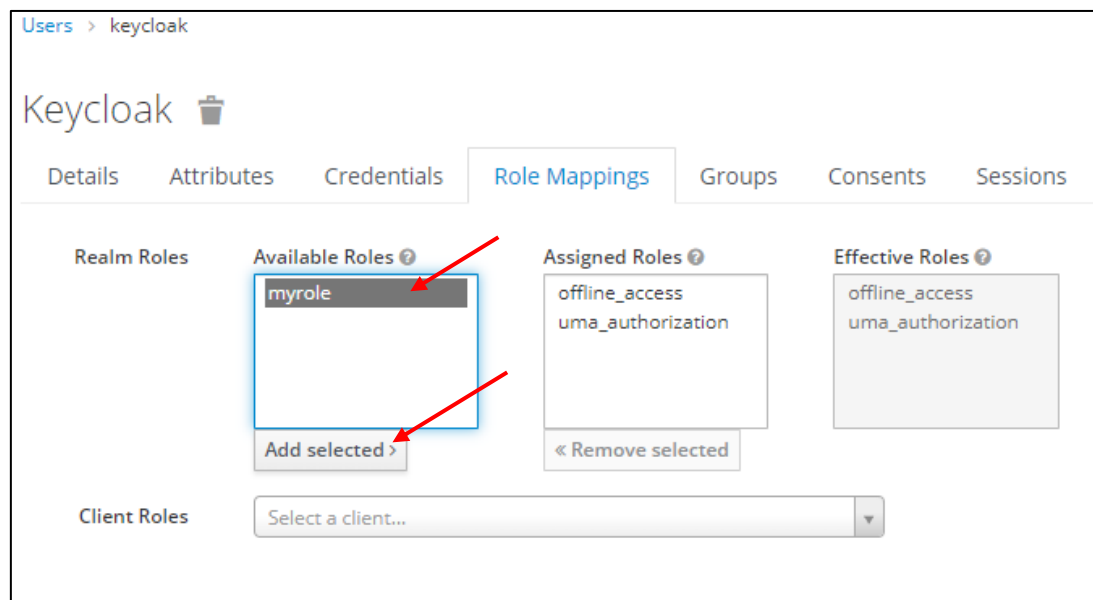 Users > keycloak
Keycloak
Details Attributes Credentials Role Mappings Groups Consents Sessions
Realm Roles Available Roles Assigned Roles Effective Roles
myrole offline_access offline_access
uma_authorization uma_authorization
Add selected > « Remove selected
Client Roles Select a client...